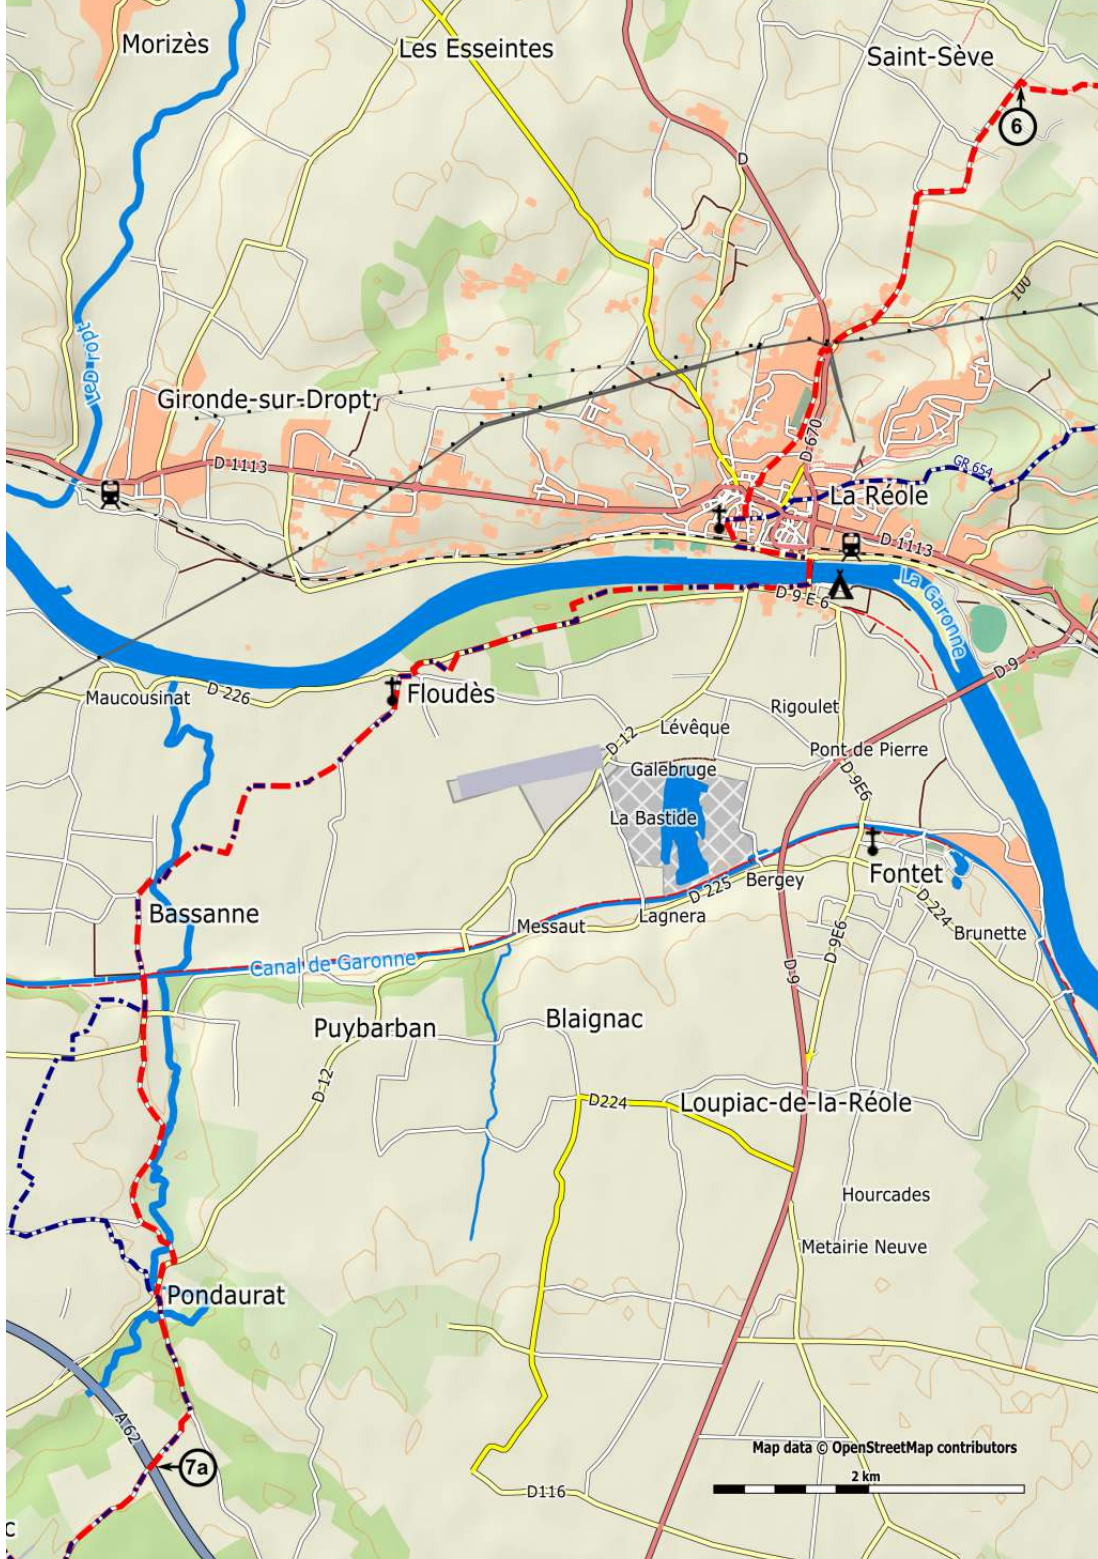 Morizès
Les Esseintes
Saint-Sève
6
D
100
Le Dropt
Gironde-sur-Dropt
D 1113
D 670
GR 654
La Réole
D 1113
La Garonne
D 9 E 6
D 9
Maucousinat
D 226
Floudès
Rigoulet
Lévêque
D 12
Pont de Pierre
Galebruge
D 9E6
La Bastide
Bergey
Fontet
D 225
Lagnera
D 224
Bassanne
Messaut
Brunette
D 9E6
Canal de Garonne
D 9
Puybarban
Blaignac
D 12
D224
Loupiac-de-la-Réole
Hourcades
Metairie Neuve
Pondaurat
A 62
7a
Map data © OpenStreetMap contributors
2 km
D116
c